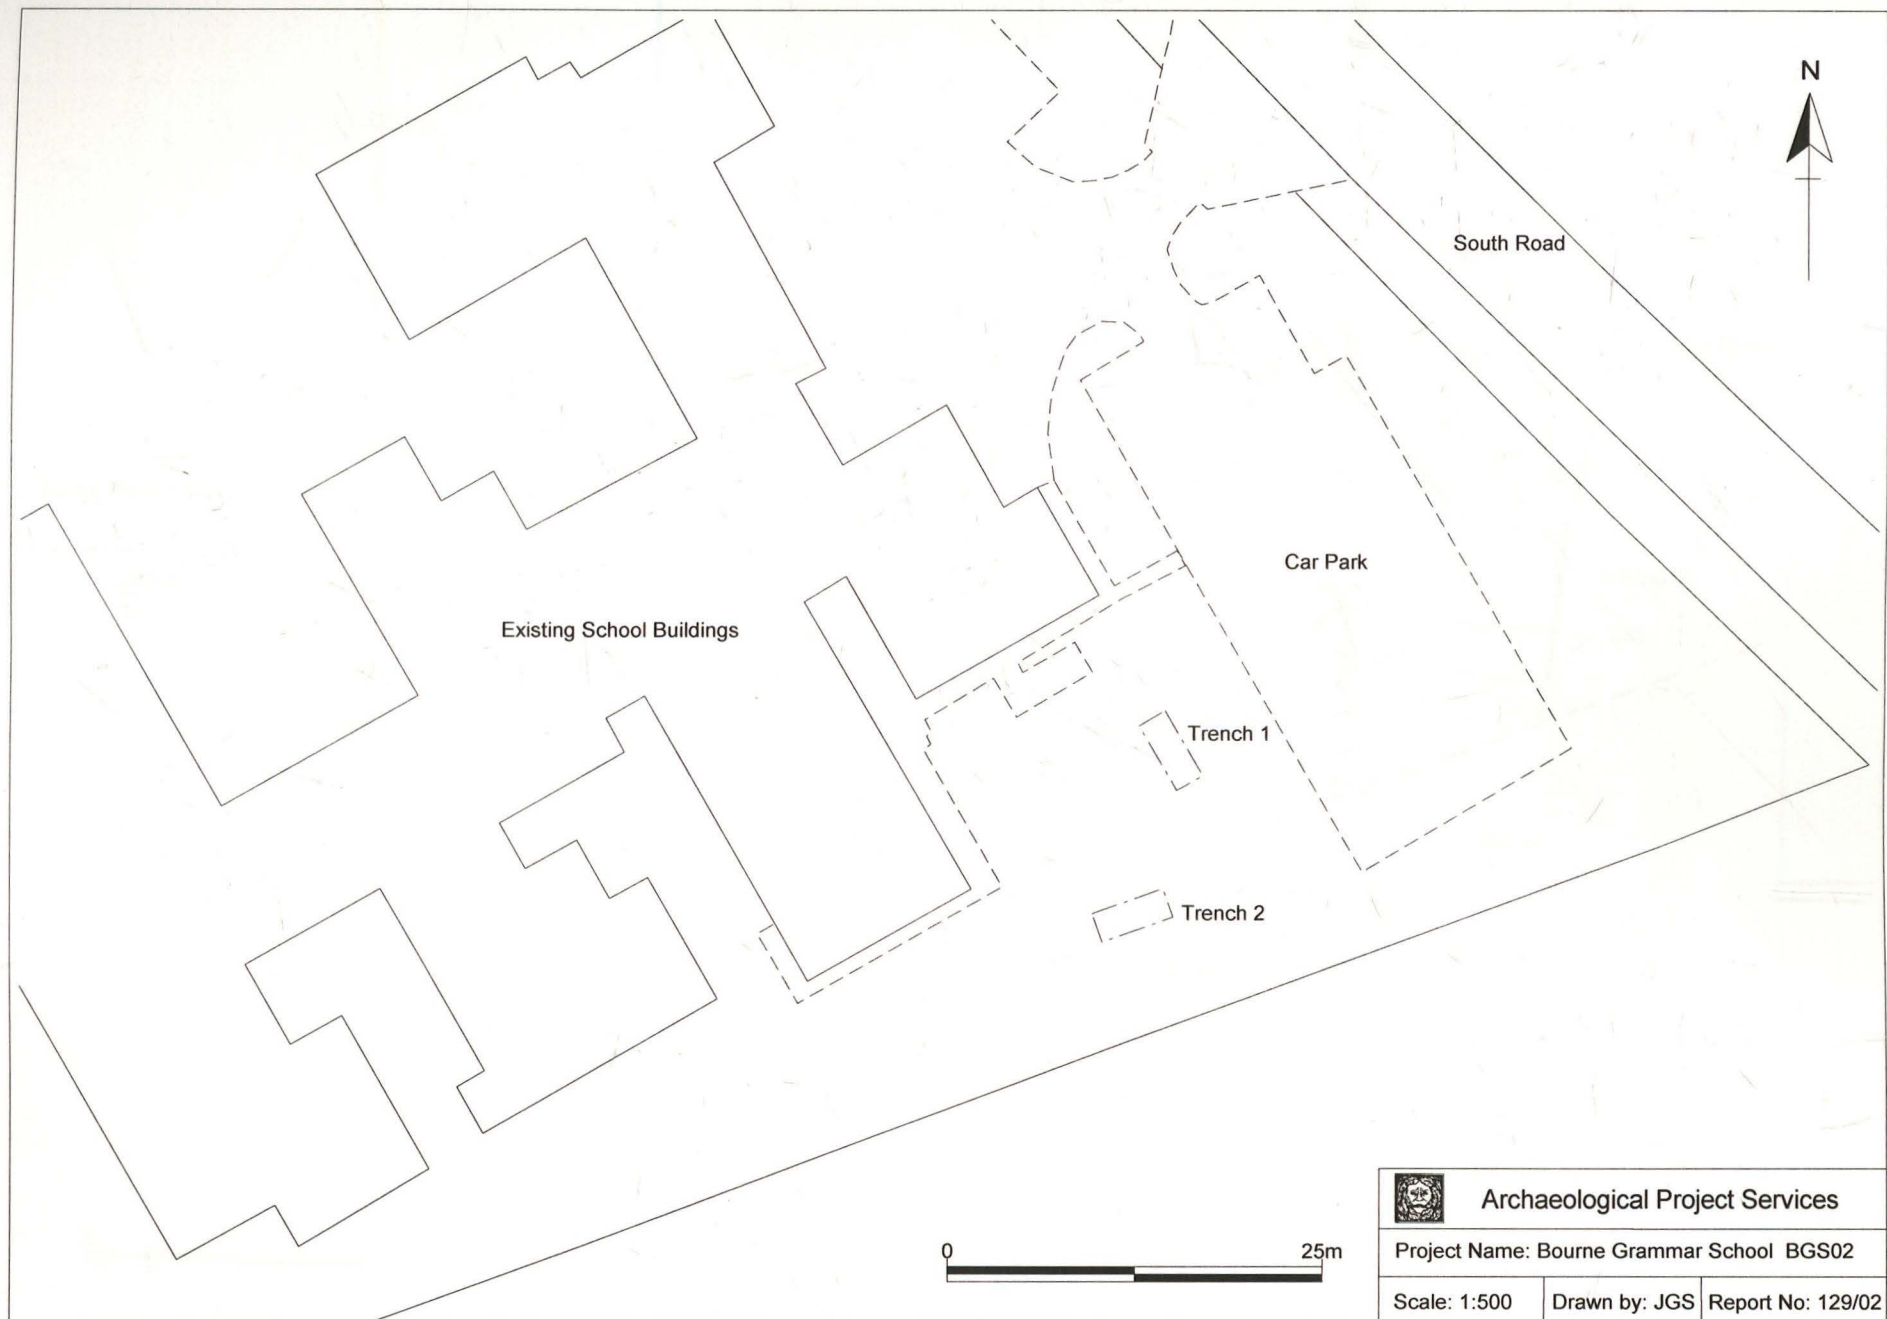 N
South Road
Car Park
Existing School Buildings
Trench 1
Trench 2
0 25m
Archaeological Project Services
Project Name: Bourne Grammar School BGS02
Scale: 1:500 Drawn by: JGS Report No: 129/02